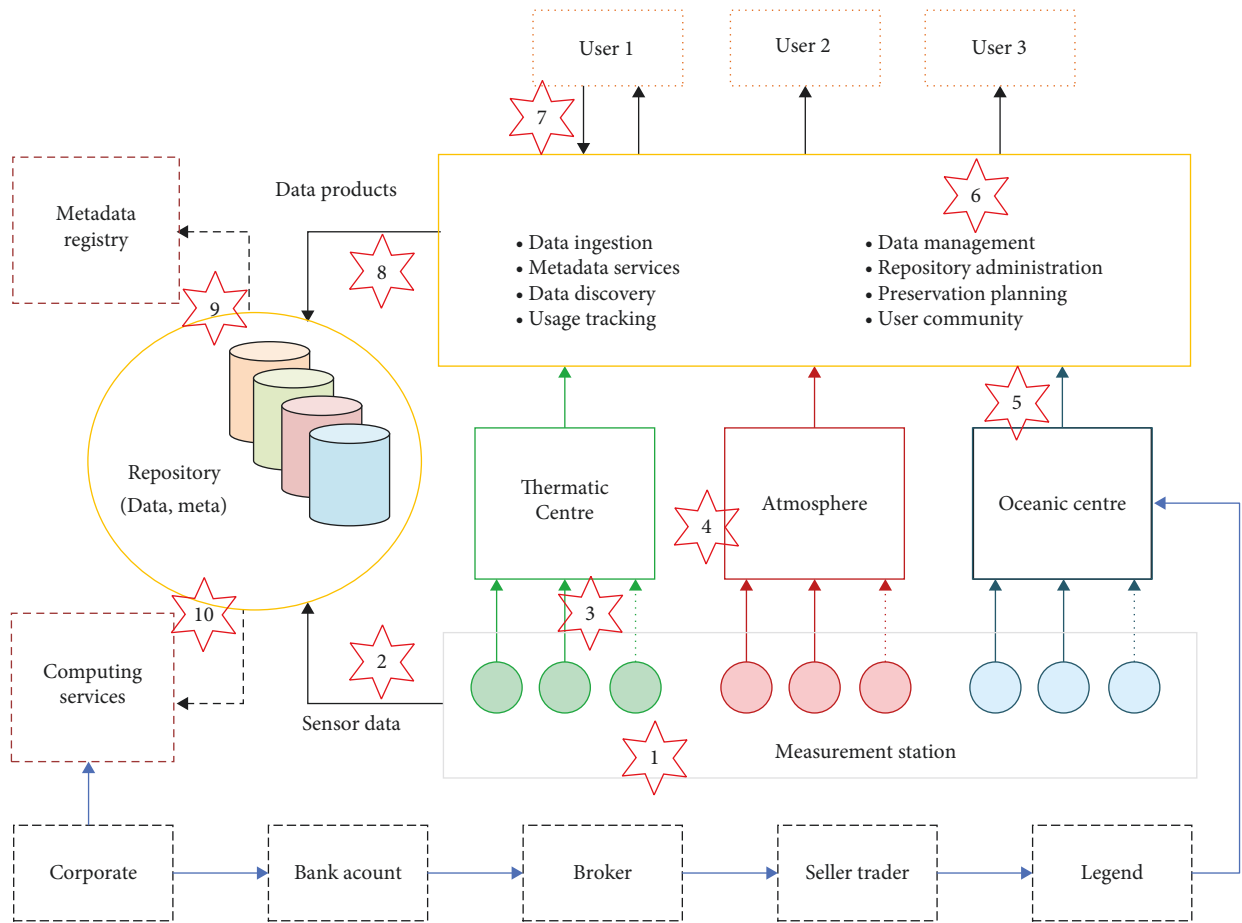 User 1
User 2
User 3
7
6
Data products
Metadata
registry
8
9
• Data ingestion
• Metadata services
• Data discovery
• Usage tracking
• Data management
• Repository administration
• Preservation planning
• User community
5
Repository
(Data, meta)
Thermatic
Centre
4
Atmosphere
Oceanic centre
10
3
2
Computing
services
Sensor data
1
Measurement station
Corporate
Bank acount
Broker
Seller trader
Legend